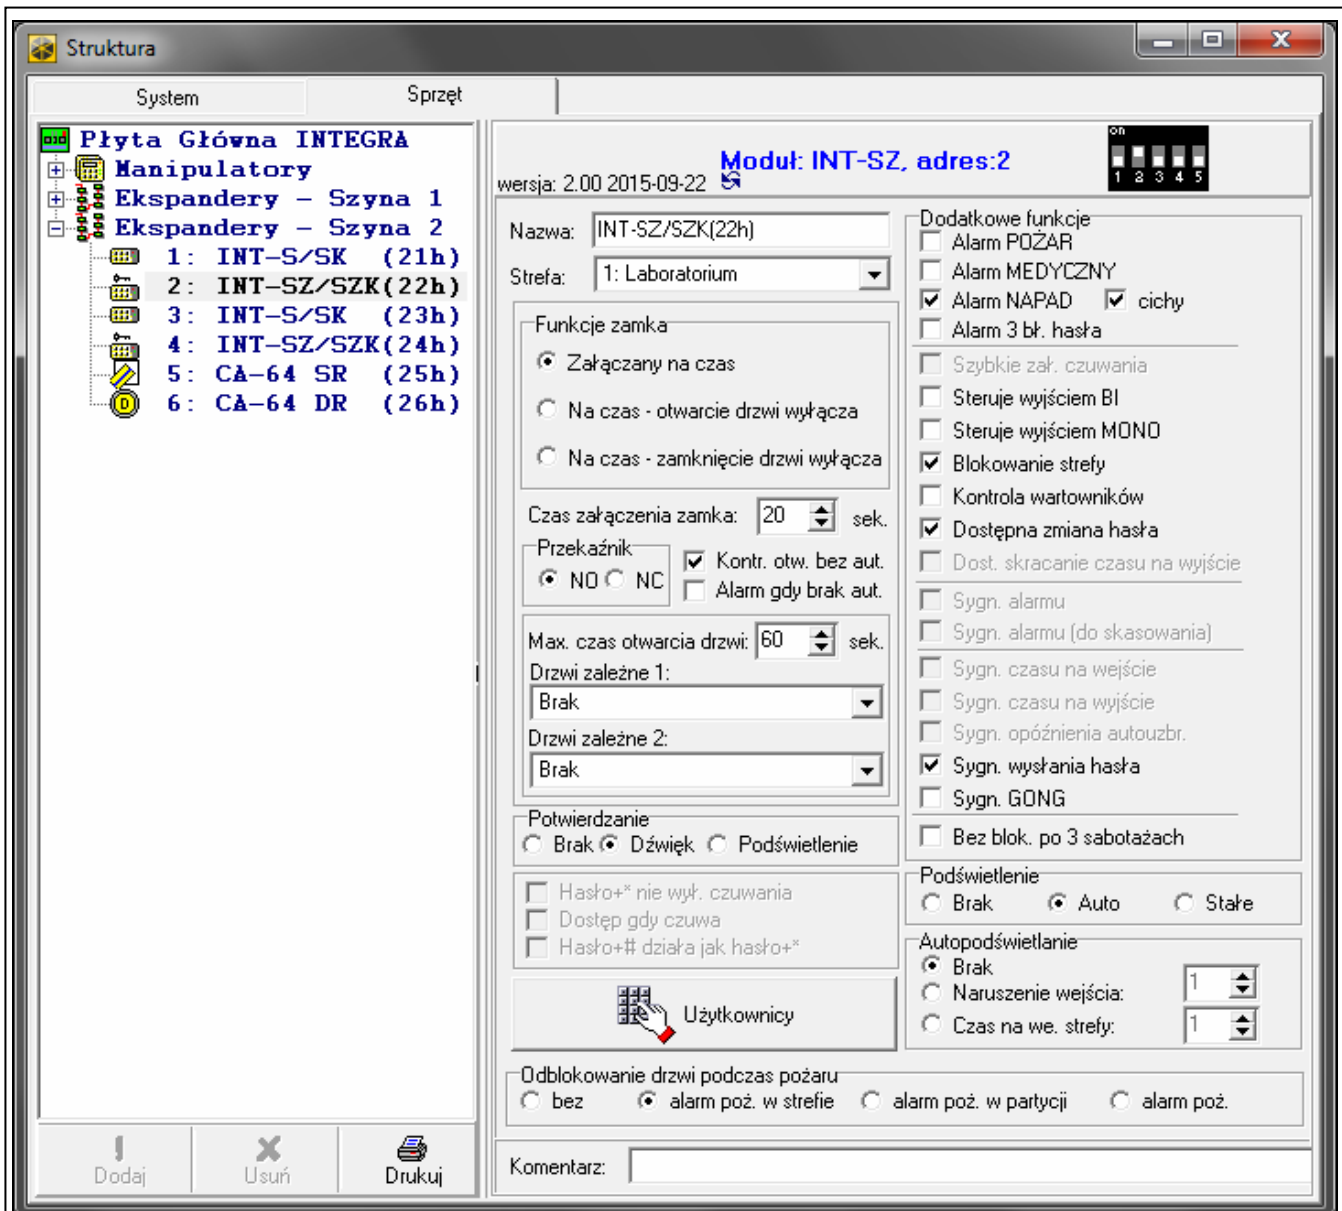 Struktura
System
Sprzęt
Płyta Główna INTEGRA
Manipulatory
Ekspandery - Szyna 1
Ekspandery - Szyna 2
1: INT-S/SK (21h)
2: INT-SZ/SZK(22h)
3: INT-S/SK (23h)
4: INT-SZ/SZK(24h)
5: CA-64 SR (25h)
6: CA-64 DR (26h)
Dodaj
Usuń
Drukuj
Moduł: INT-SZ, adres:2
wersja: 2.00 2015-09-22
on
1 2 3 4 5
Nazwa: INT-SZ/SZK(22h)
Strefa: 1: Laboratorium
Funkcje zamka
Załączany na czas
Na czas - otwarcie drzwi wyłącza
Na czas - zamknięcie drzwi wyłącza
Czas załączenia zamka: 20 sek.
Przekaźnik
NO NC
Kontr. otw. bez aut.
Alarm gdy brak aut.
Max. czas otwarcia drzwi: 60 sek.
Drzwi zależne 1:
Brak
Drzwi zależne 2:
Brak
Potwierdzanie
Brak Dźwięk Podświetlenie
Hasło+* nie wył. czuwania
Dostęp gdy czuwa
Hasło+# działa jak hasło+*
Użytkownicy
Dodatkowe funkcje
Alarm POŻAR
Alarm MEDYCZNY
Alarm NAPAD cichy
Alarm 3 bł. hasła
Szybkie zał. czuwania
Steruje wyjściem BI
Steruje wyjściem MONO
Blokowanie strefy
Kontrola wartowników
Dostępna zmiana hasła
Dost. skracanie czasu na wyjście
Sygn. alarmu
Sygn. alarmu (do skasowania)
Sygn. czasu na wejście
Sygn. czasu na wyjście
Sygn. opóźnienia autouzbr.
Sygn. wysłania hasła
Sygn. GONG
Bez blok. po 3 sabotażach
Podświetlenie
Brak Auto Stałe
Autopodświetlanie
Brak
Naruszenie wejścia: 1
Czas na we. strefy: 1
Odblokowanie drzwi podczas pożaru
bez alarm poż. w strefie alarm poż. w partycji alarm poż.
Komentarz: